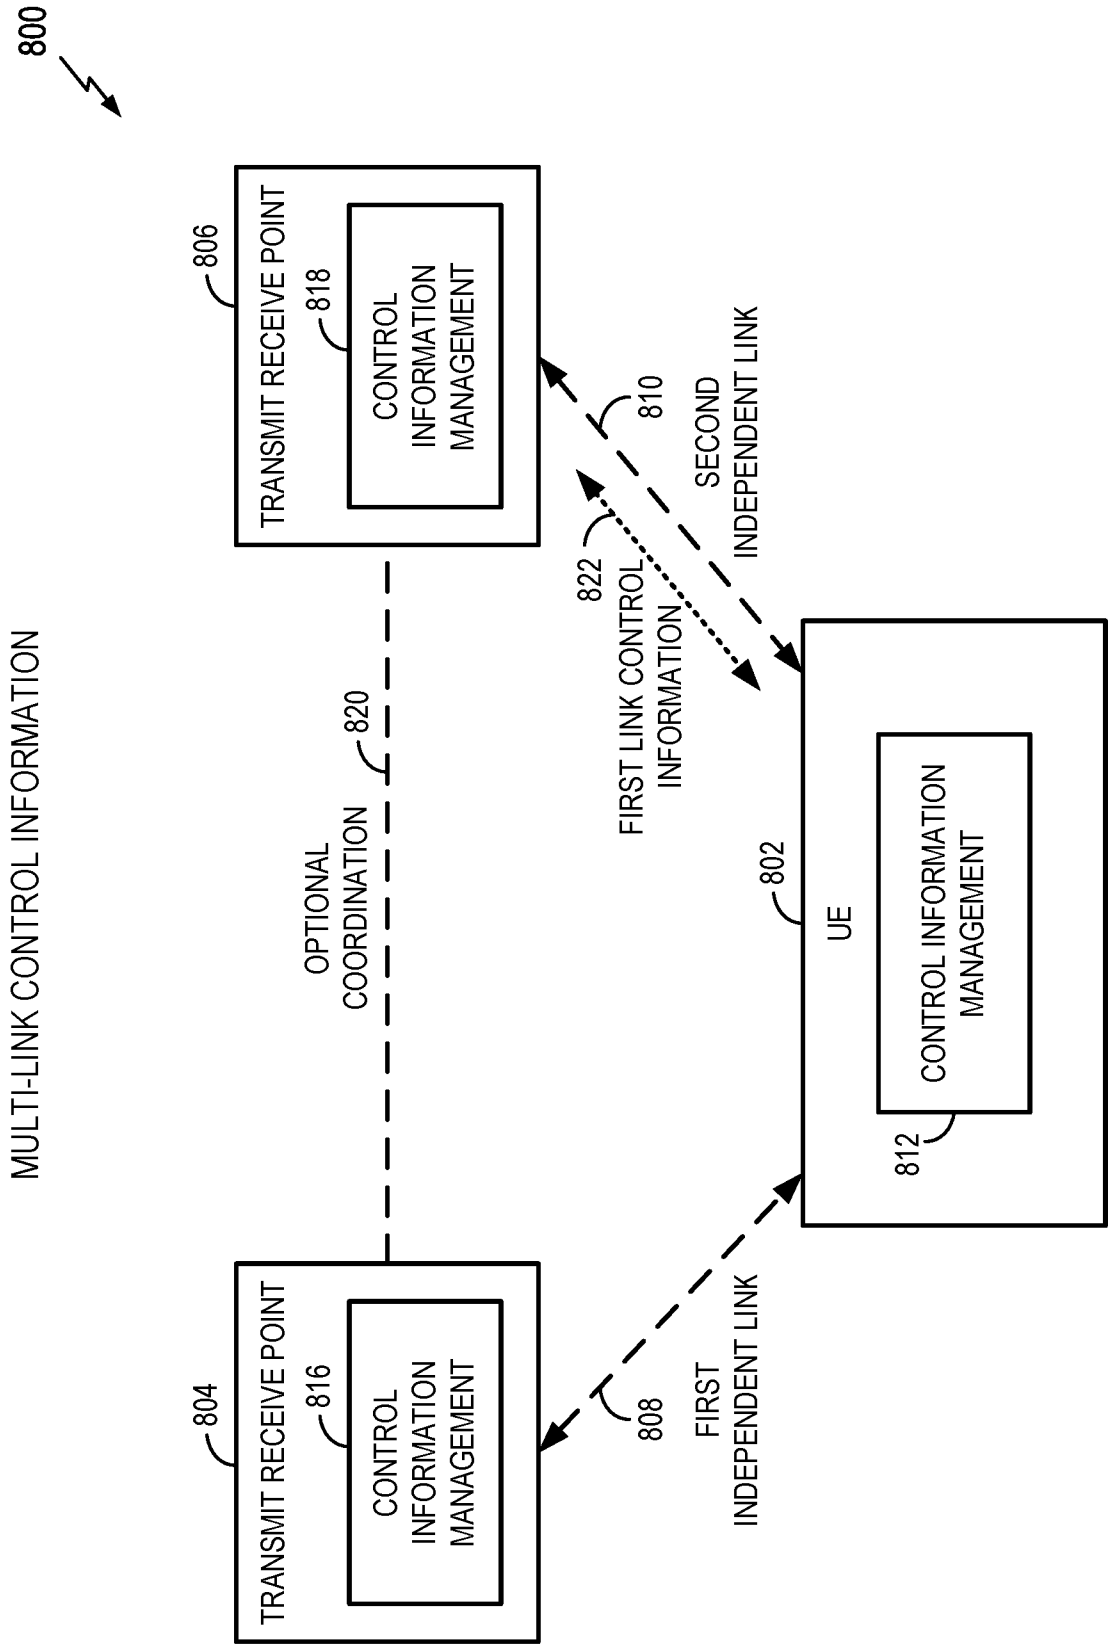 MULTI-LINK CONTROL INFORMATION
800
804
TRANSMIT RECEIVE POINT
816
CONTROL
INFORMATION
MANAGEMENT
OPTIONAL
COORDINATION
820
806
TRANSMIT RECEIVE POINT
818
CONTROL
INFORMATION
MANAGEMENT
808
FIRST
INDEPENDENT LINK
822
FIRST LINK CONTROL
INFORMATION
810
SECOND
INDEPENDENT LINK
802
UE
812
CONTROL INFORMATION
MANAGEMENT